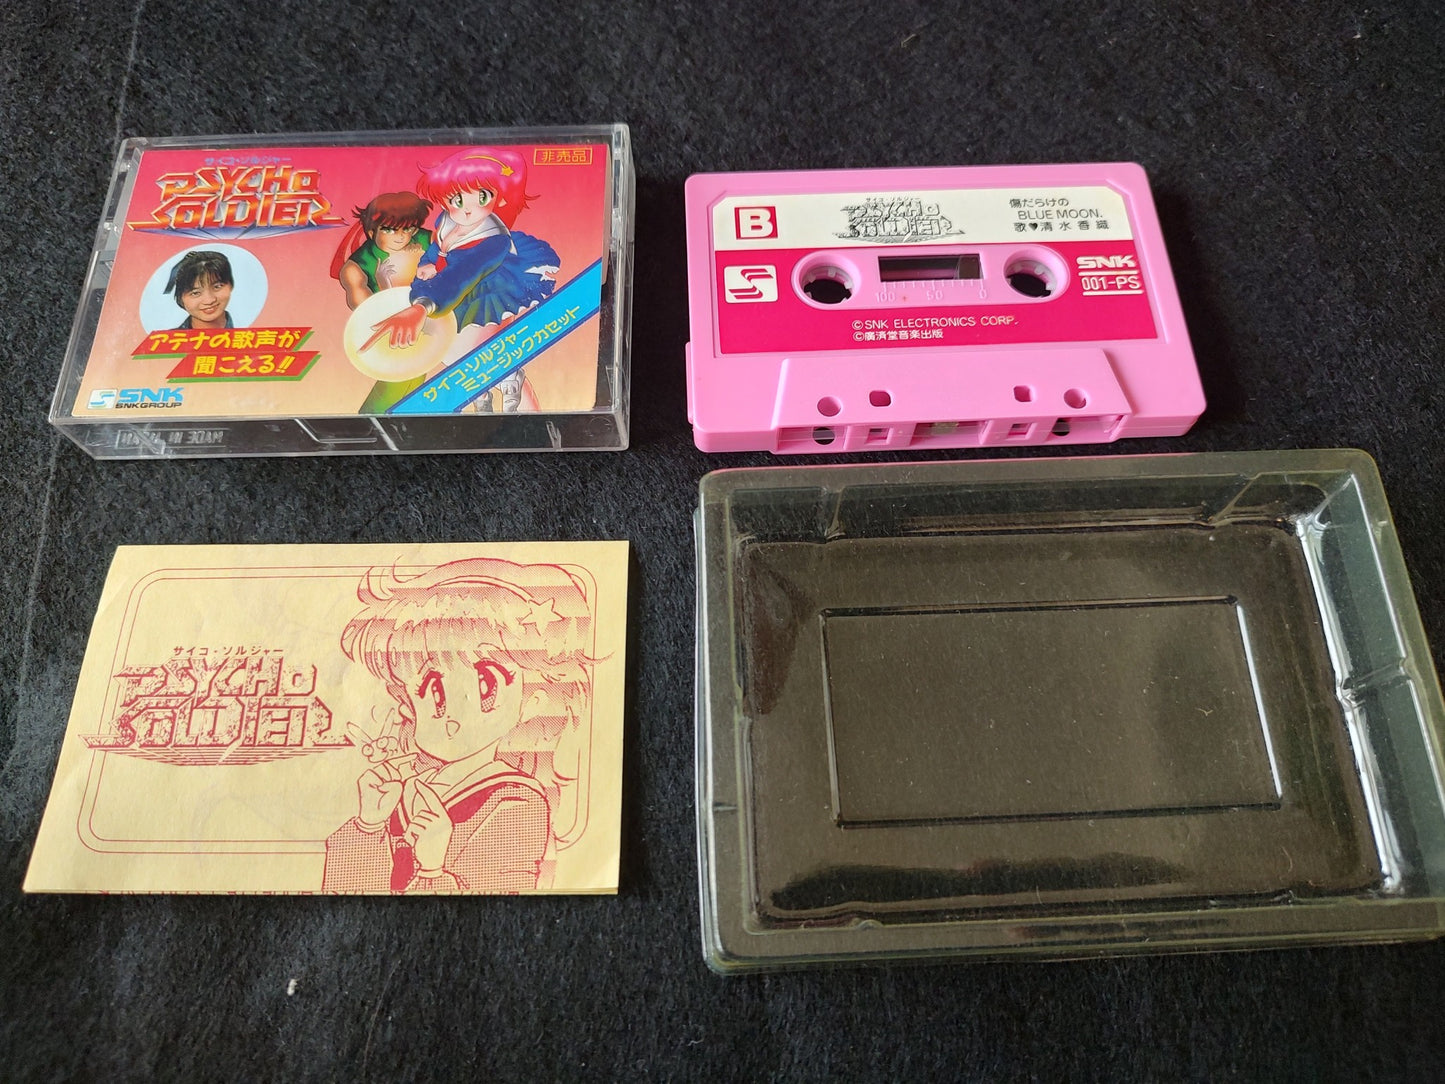 サイコ・ソルジャー
PSYCHO
SOLDIER
非売品
アテナの歌声が
聞こえる!!
サイコ・ソルジャー
ミュージックカセット
SNK
SNK GROUP
B
PSYCHO
SOLDIER
傷だらけの
BLUE MOON.
歌♥清水香織
SNK
001-PS
100 50 0
©SNK ELECTRONICS CORP.
©廣済堂音楽出版
サイコ・ソルジャー
PSYCHO
SOLDIER